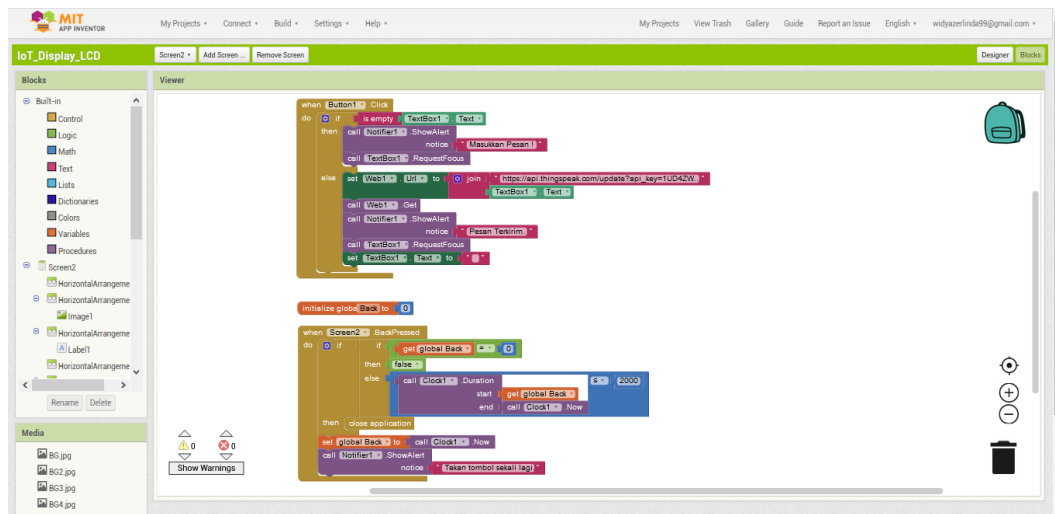 MIT
APP INVENTOR
My Projects Connect Build Settings Help My Projects View Trash Gallery Guide Report an Issue English widyazerlinda99@gmail.com
IoT_Display_LCD Screen2 Add Screen ... Remove Screen Designer Blocks
Blocks Viewer
Built-in
Control
Logic
Math
Text
Lists
Dictionaries
Colors
Variables
Procedures
Screen2
HorizontalArrangeme
HorizontalArrangeme
Image1
HorizontalArrangeme
Label1
HorizontalArrangeme
Rename Delete
Media
BG.jpg
BG2.jpg
BG3.jpg
BG4.jpg
when Button1 .Click
do if is empty TextBox1 . Text
then call Notifier1 .ShowAlert
notice " Masukkan Pesan ! "
call TextBox1 .RequestFocus
else set Web1 . Url to join " https://api.thingspeak.com/update?api_key=1UD4ZW... "
TextBox1 . Text
call Web1 .Get
call Notifier1 .ShowAlert
notice " Pesan Terkirim. "
call TextBox1 .RequestFocus
set TextBox1 . Text to " "
initialize global Back to 0
when Screen2 .BackPressed
do if if get global Back = 0
then false
else call Clock1 .Duration ≤ 2000
start get global Back
end call Clock1 .Now
then close application
set global Back to call Clock1 .Now
call Notifier1 .ShowAlert
notice " Tekan tombol sekali lagi "
0 0
Show Warnings